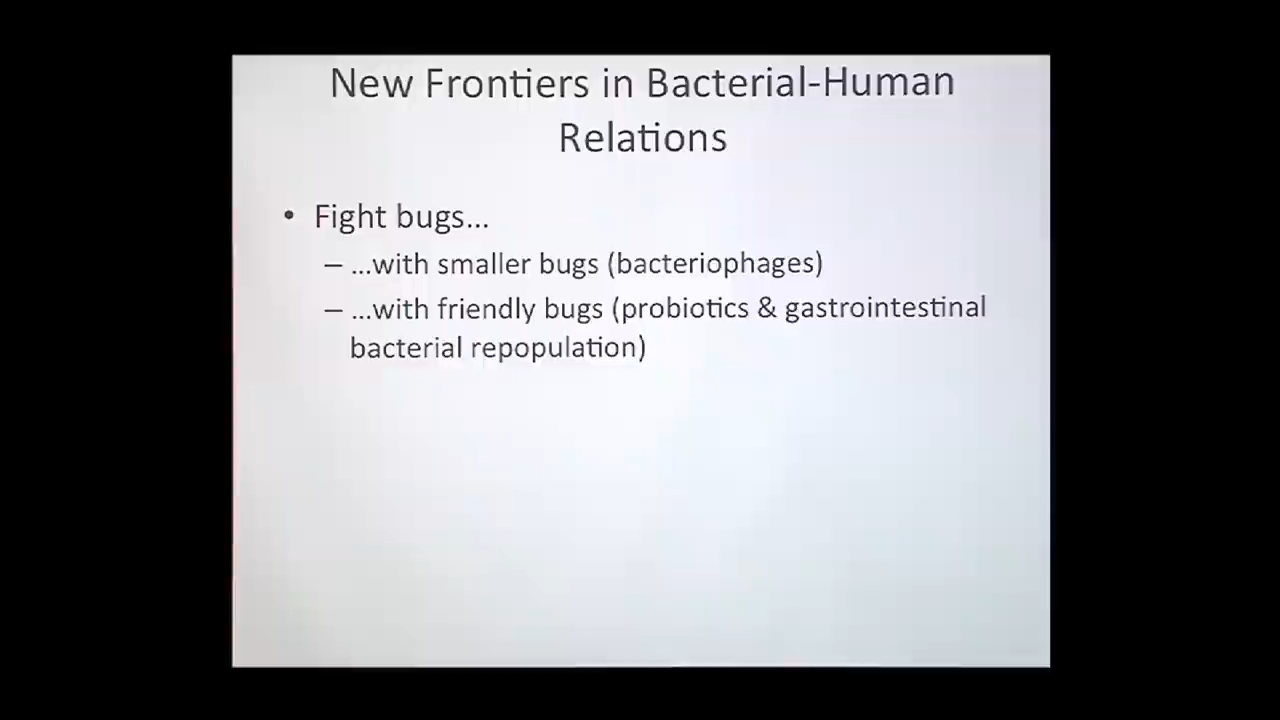 New Frontiers in Bacterial-Human
Relations
• Fight bugs…
– …with smaller bugs (bacteriophages)
– …with friendly bugs (probiotics & gastrointestinal
bacterial repopulation)